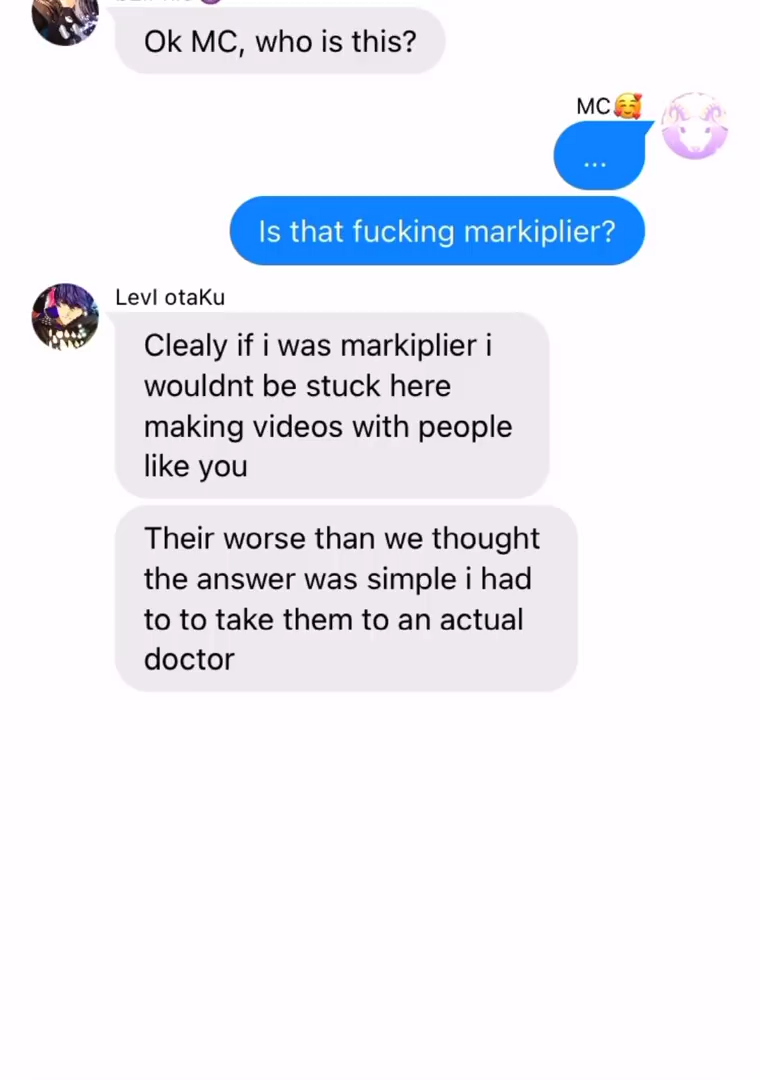 Ok MC, who is this?
MC🥰
...
Is that fucking markiplier?
LevI otaKu
Clealy if i was markiplier i
wouldnt be stuck here
making videos with people
like you
Their worse than we thought
the answer was simple i had
to to take them to an actual
doctor